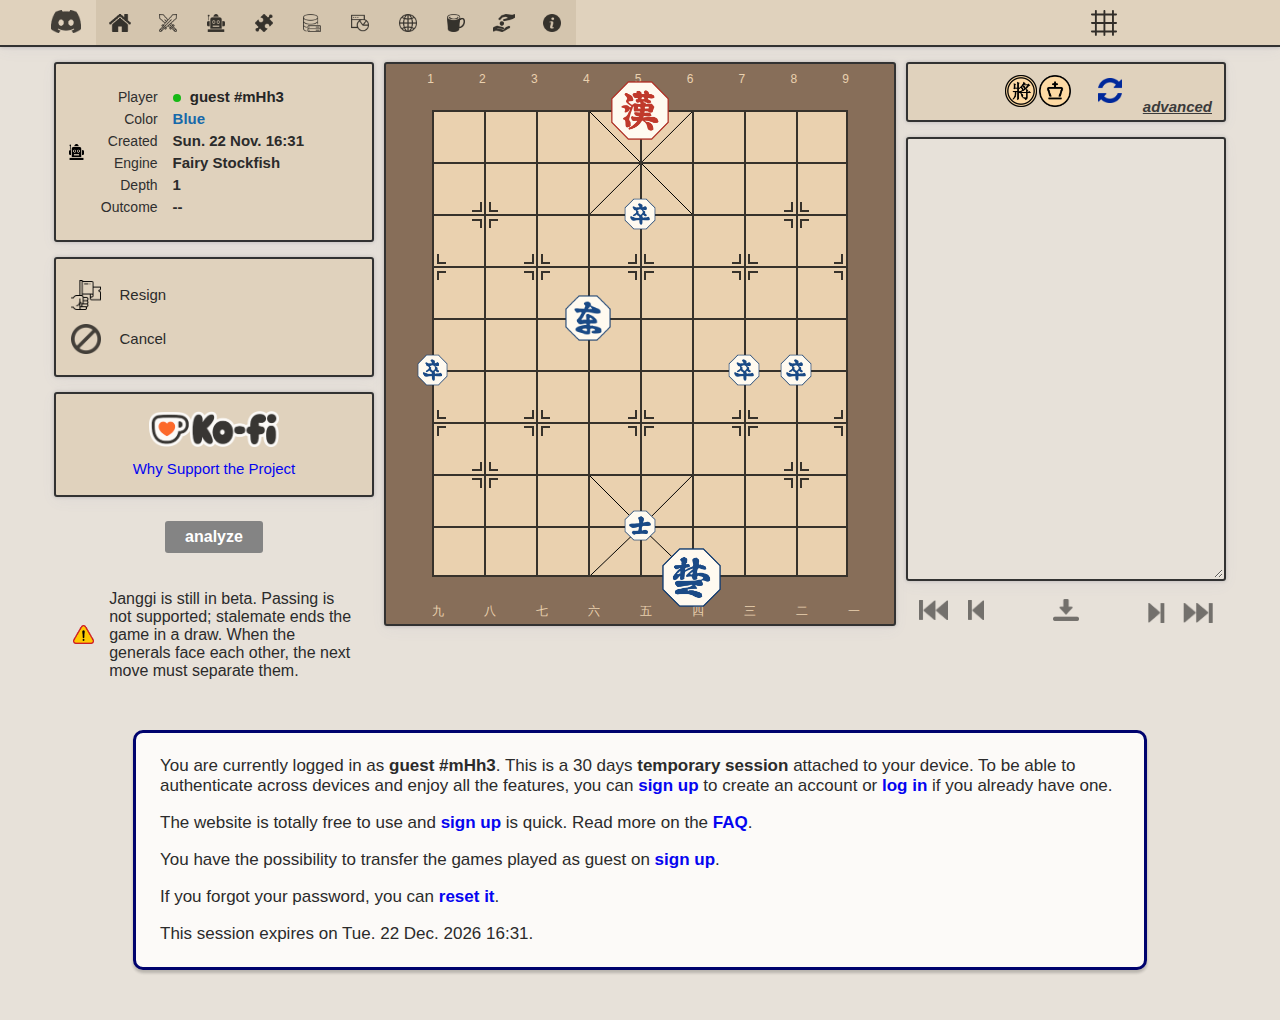 Player guest #mHh3
Color Blue
Created Sun. 22 Nov. 16:31
Engine Fairy Stockfish
Depth 1
Outcome --
Resign
Cancel
Ko-fi
Why Support the Project
analyze
Janggi is still in beta. Passing is
not supported; stalemate ends the
game in a draw. When the
generals face each other, the next
move must separate them.
1 2 3 4 5 6 7 8 9
漢
卒
卒 卒 卒
士
楚
九 八 七 六 五 四 三 二 一
將
advanced
You are currently logged in as guest #mHh3. This is a 30 days temporary session attached to your device. To be able to
authenticate across devices and enjoy all the features, you can sign up to create an account or log in if you already have one.
The website is totally free to use and sign up is quick. Read more on the FAQ.
You have the possibility to transfer the games played as guest on sign up.
If you forgot your password, you can reset it.
This session expires on Tue. 22 Dec. 2026 16:31.